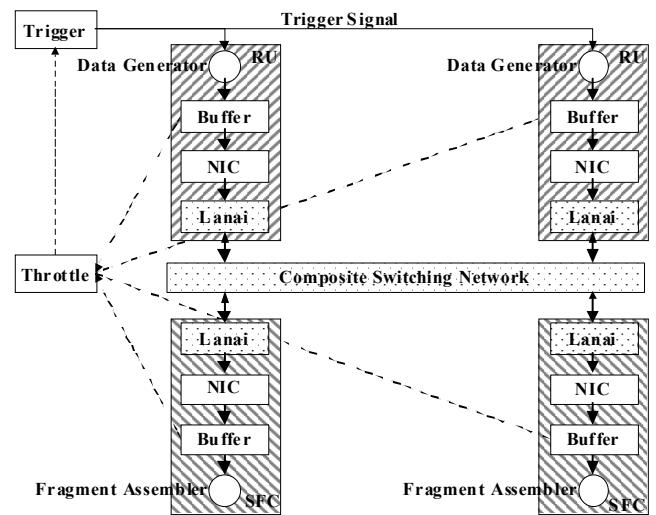 Trigger
Trigger Signal
Data Generator
RU
Data Generator
RU
Buffer
Buffer
NIC
NIC
Lanai
Lanai
Throttle
Composite Switching Network
Lanai
Lanai
NIC
NIC
Buffer
Buffer
Fragment Assembler
SFC
Fragment Assembler
SFC